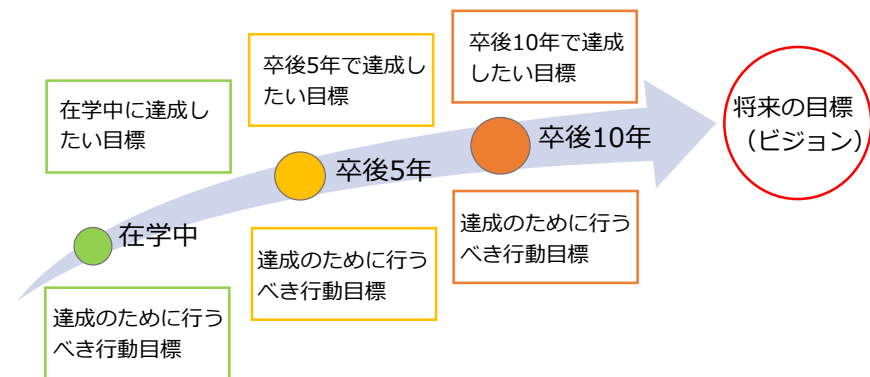 在学中に達成し
たい目標
卒後5年で達成し
たい目標
卒後10年で達成
したい目標
将来の目標
（ビジョン）
在学中
卒後5年
卒後10年
達成のために行う
べき行動目標
達成のために行う
べき行動目標
達成のために行う
べき行動目標